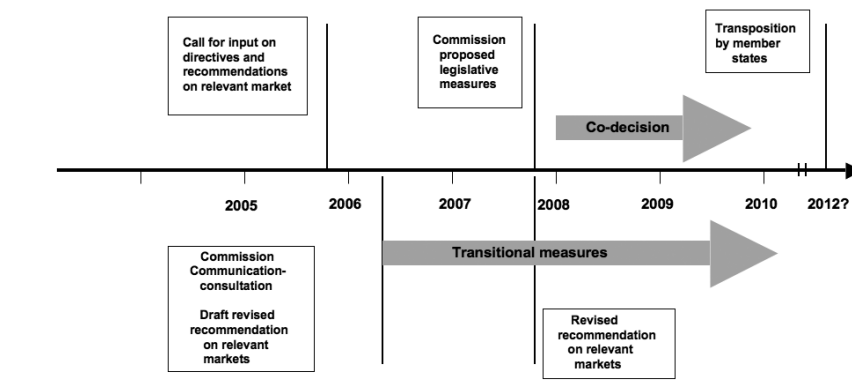 Call for input on
directives and
recommendations
on relevant market
Commission
proposed
legislative
measures
Transposition
by member
states
Co-decision
2005
2006
2007
2008
2009
2010
2012?
Transitional measures
Commission
Communication-
consultation
Draft revised
recommendation
on relevant
markets
Revised
recommendation
on relevant
markets